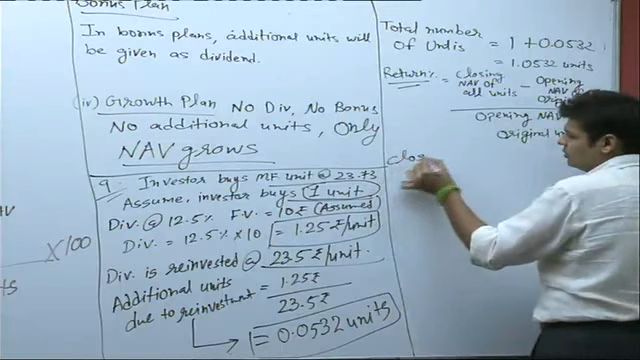 Bonus Plan
In bonus plans, additional units will
be given as dividend.
(iv) Growth Plan No Div, No Bonus
No additional units, Only
NAV grows
9. Investor buys MF unit @ 23.73
Assume, investor buys 1 unit
Div. @ 12.5% F.V. = 10₹ (Assumed)
Div. = 12.5% X 10 = 1.25₹/unit
Div. is reinvested @ 23.5₹/unit.
Additional units
due to reinvestment = 1.25₹
23.5₹
= 0.0532 units
X100
Total number
of Units = 1 + 0.0532
= 1.0532 units
Return% = Closing NAV of all units - Opening NAV of
Opening NAV
Original
Clos